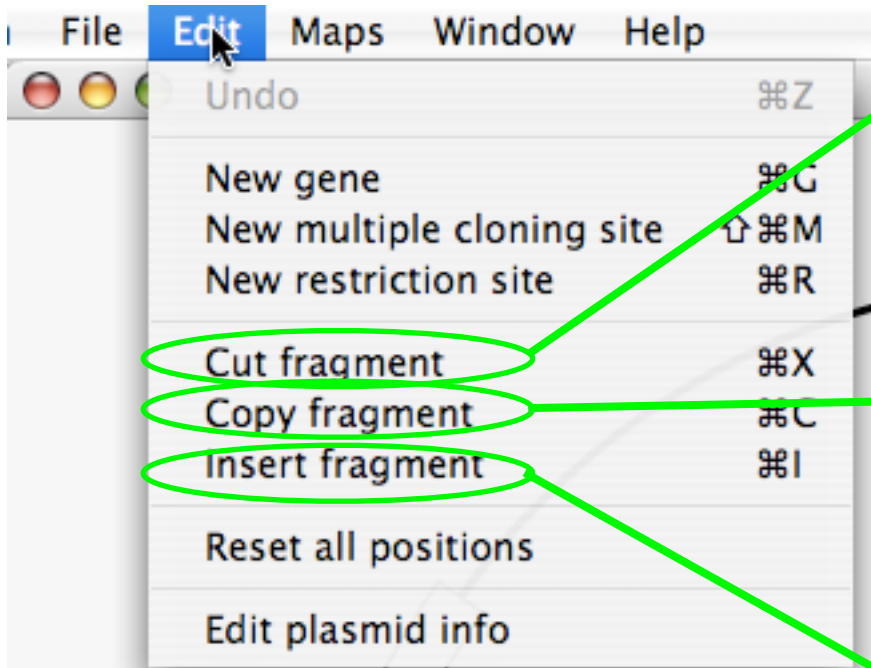 File Edit Maps Window Help
Undo ⌘Z
New gene ⌘G
New multiple cloning site ⇧⌘M
New restriction site ⌘R
Cut fragment ⌘X
Copy fragment ⌘C
Insert fragment ⌘I
Reset all positions
Edit plasmid info